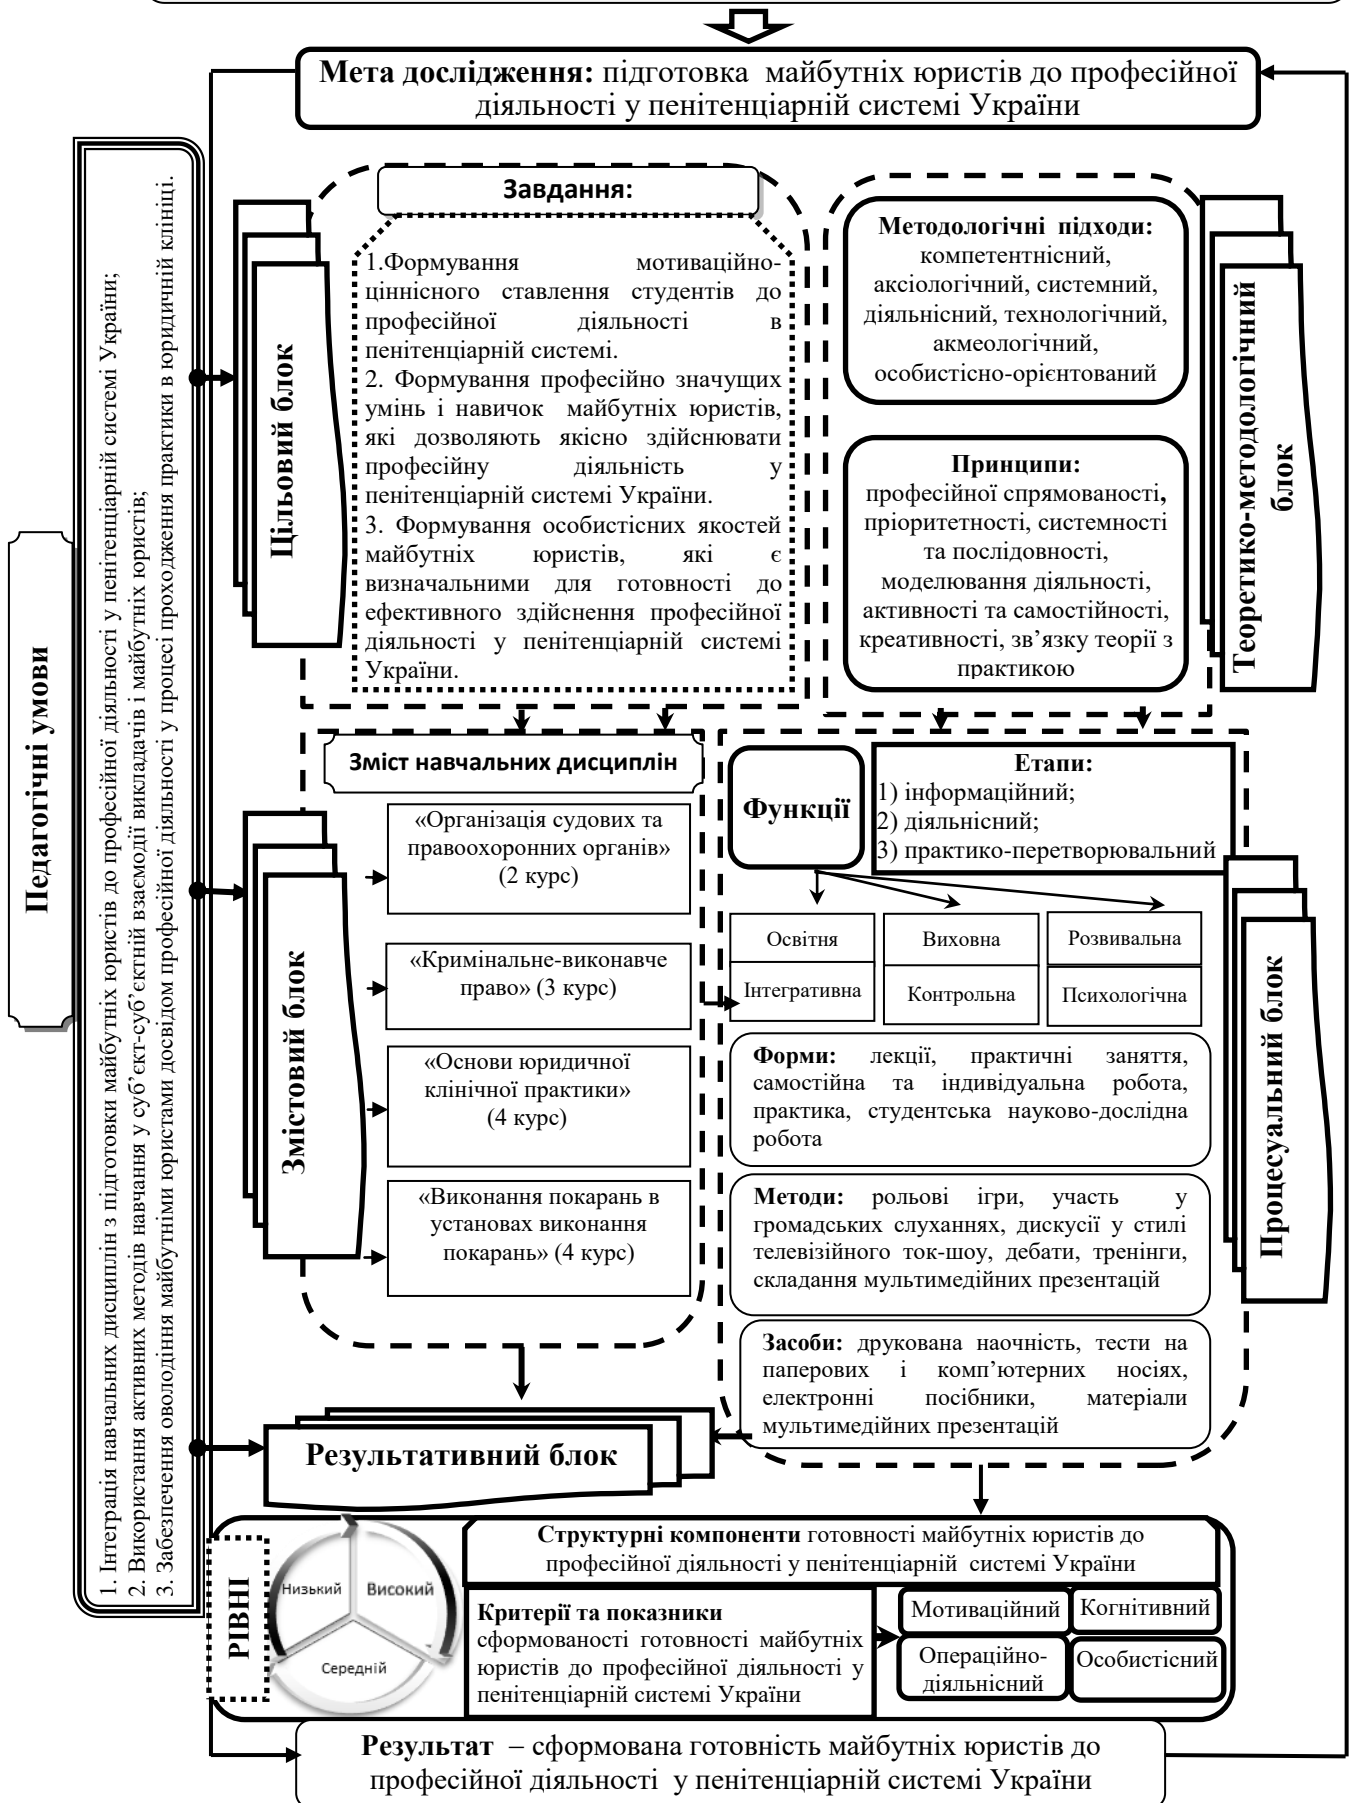 Мета дослідження: підготовка майбутніх юристів до професійної
діяльності у пенітенціарній системі України
Педагогічні умови
1. Інтеграція навчальних дисциплін з підготовки майбутніх юристів до професійної діяльності у пенітенціарній системі України;
2. Використання активних методів навчання у суб’єкт-суб’єктній взаємодії викладачів і майбутніх юристів;
3. Забезпечення оволодіння майбутніми юристами досвідом професійної діяльності у процесі проходження практики в юридичній клініці.
Цільовий блок
Завдання:
1.Формування мотиваційно-
ціннісного ставлення студентів до
професійної діяльності в
пенітенціарній системі.
2. Формування професійно значущих
умінь і навичок майбутніх юристів,
які дозволяють якісно здійснювати
професійну діяльність у
пенітенціарній системі України.
3. Формування особистісних якостей
майбутніх юристів, які є
визначальними для готовності до
ефективного здійснення професійної
діяльності у пенітенціарній системі
України.
Методологічні підходи:
компетентнісний,
аксіологічний, системний,
діяльнісний, технологічний,
акмеологічний,
особистісно-орієнтований
Принципи:
професійної спрямованості,
пріоритетності, системності
та послідовності,
моделювання діяльності,
активності та самостійності,
креативності, зв’язку теорії з
практикою
Теоретико-методологічний
блок
Змістовий блок
Зміст навчальних дисциплін
«Організація судових та
правоохоронних органів»
(2 курс)
«Кримінальне-виконавче
право» (3 курс)
«Основи юридичної
клінічної практики»
(4 курс)
«Виконання покарань в
установах виконання
покарань» (4 курс)
Функції
Етапи:
1) інформаційний;
2) діяльнісний;
3) практико-перетворювальний
Освітня
Виховна
Розвивальна
Інтегративна
Контрольна
Психологічна
Форми: лекції, практичні заняття,
самостійна та індивідуальна робота,
практика, студентська науково-дослідна
робота
Методи: рольові ігри, участь у
громадських слуханнях, дискусії у стилі
телевізійного ток-шоу, дебати, тренінги,
складання мультимедійних презентацій
Засоби: друкована наочність, тести на
паперових і комп’ютерних носіях,
електронні посібники, матеріали
мультимедійних презентацій
Процесуальний блок
Результативний блок
РІВНІ
Низький
Високий
Середній
Структурні компоненти готовності майбутніх юристів до
професійної діяльності у пенітенціарній системі України
Критерії та показники
сформованості готовності майбутніх
юристів до професійної діяльності у
пенітенціарній системі України
Мотиваційний
Когнітивний
Операційно-
діяльнісний
Особистісний
Результат – сформована готовність майбутніх юристів до
професійної діяльності у пенітенціарній системі України